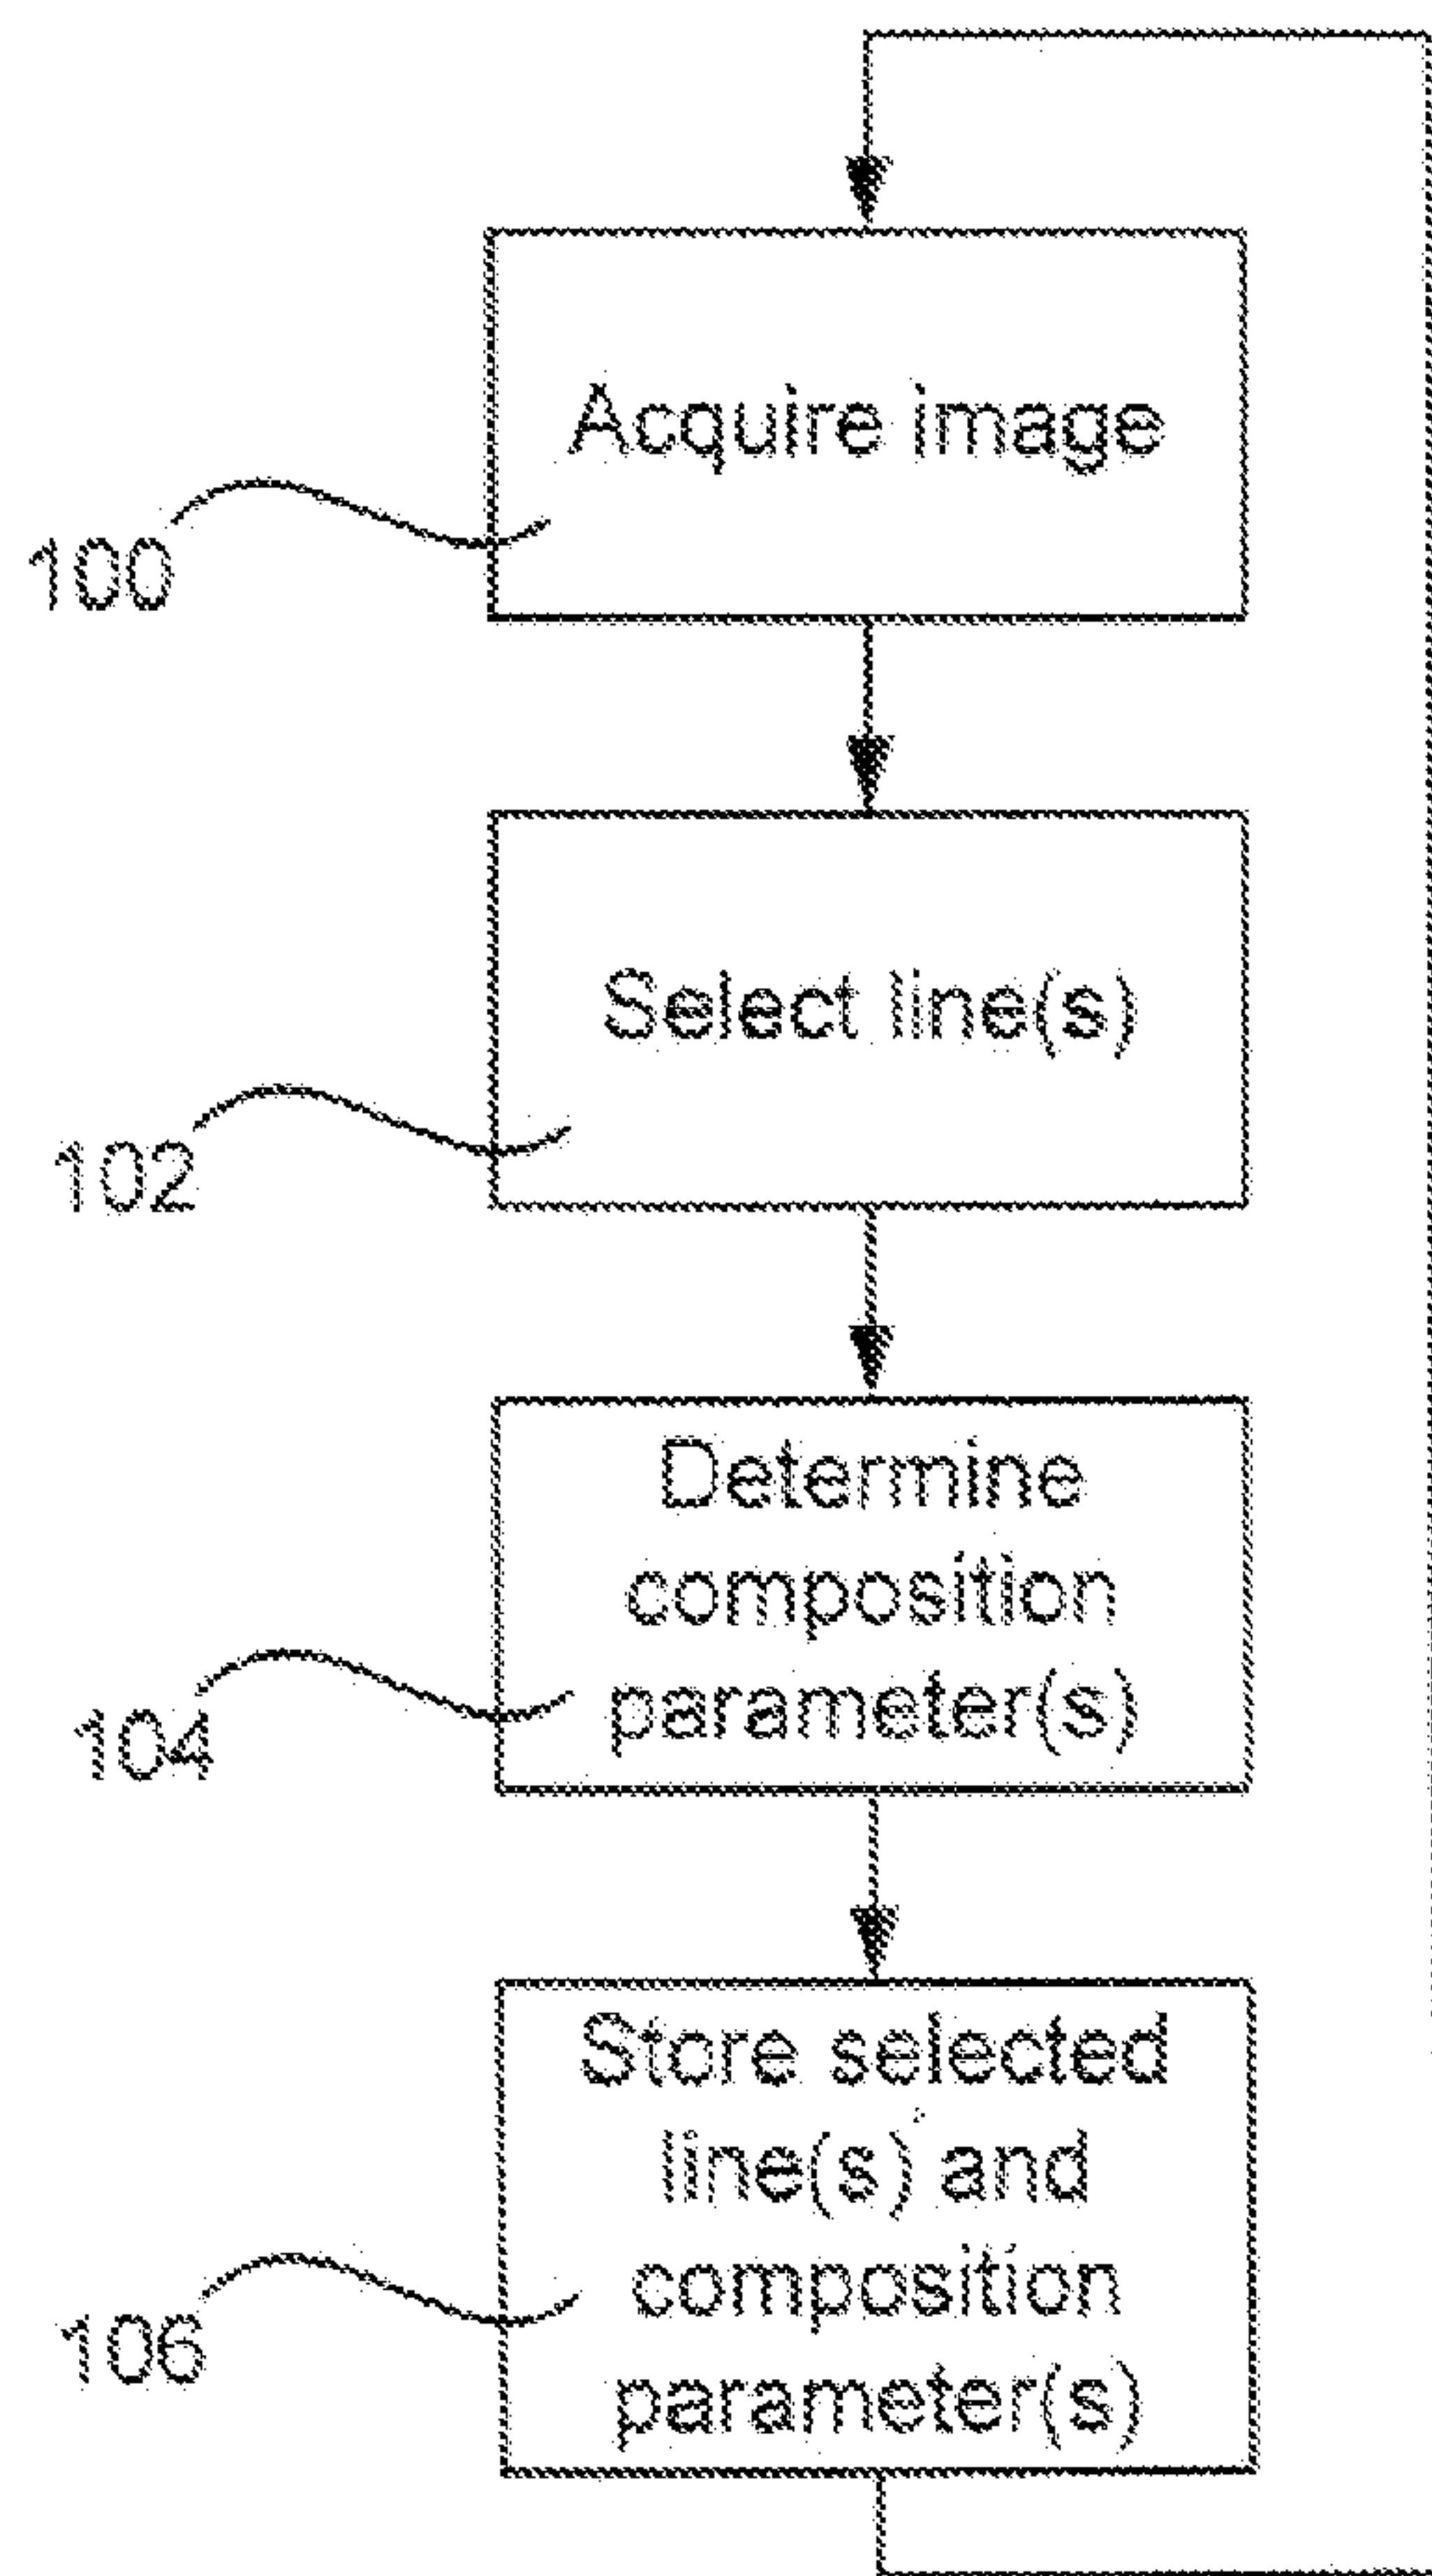 Acquire image
100
Select line(s)
102
Determine
composition
parameter(s)
104
Store selected
line(s) and
composition
parameter(s)
106